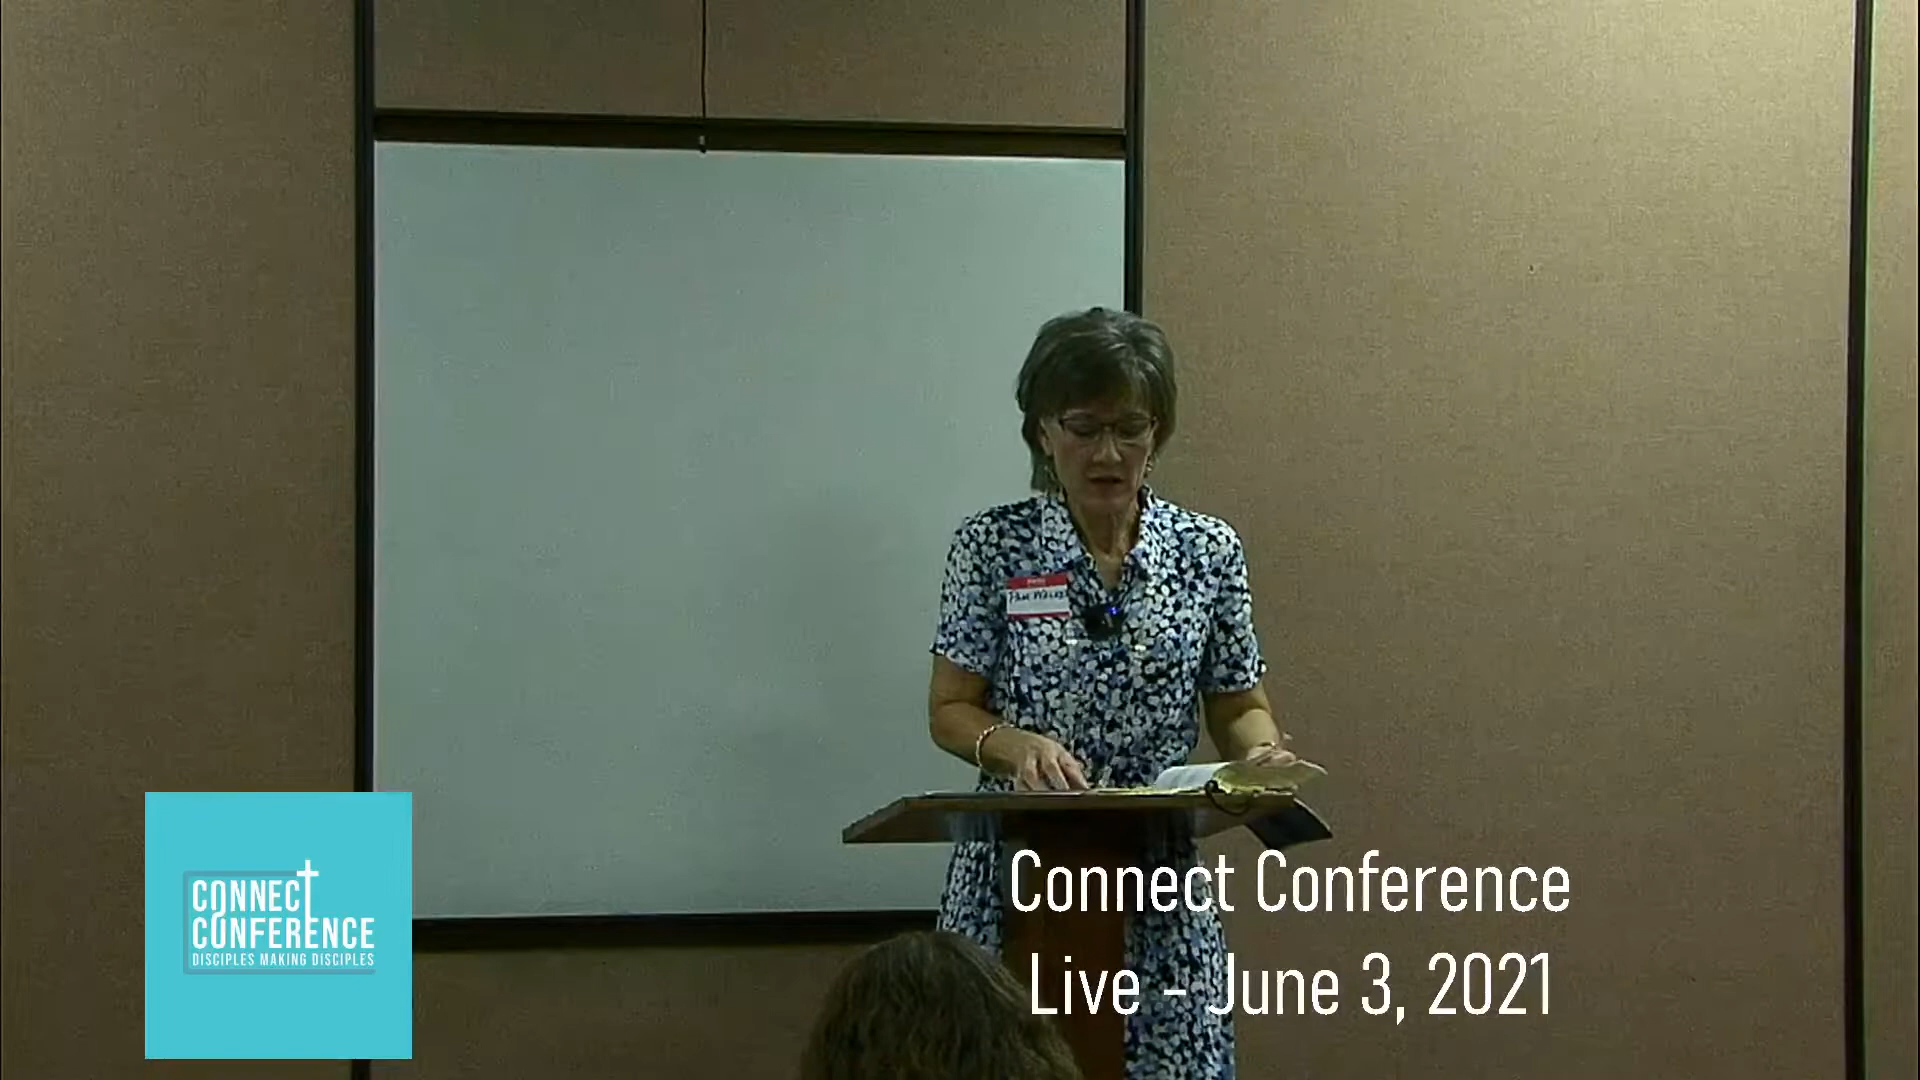 CONNECT
CONFERENCE
DISCIPLES MAKING DISCIPLES
Connect Conference
Live - June 3, 2021